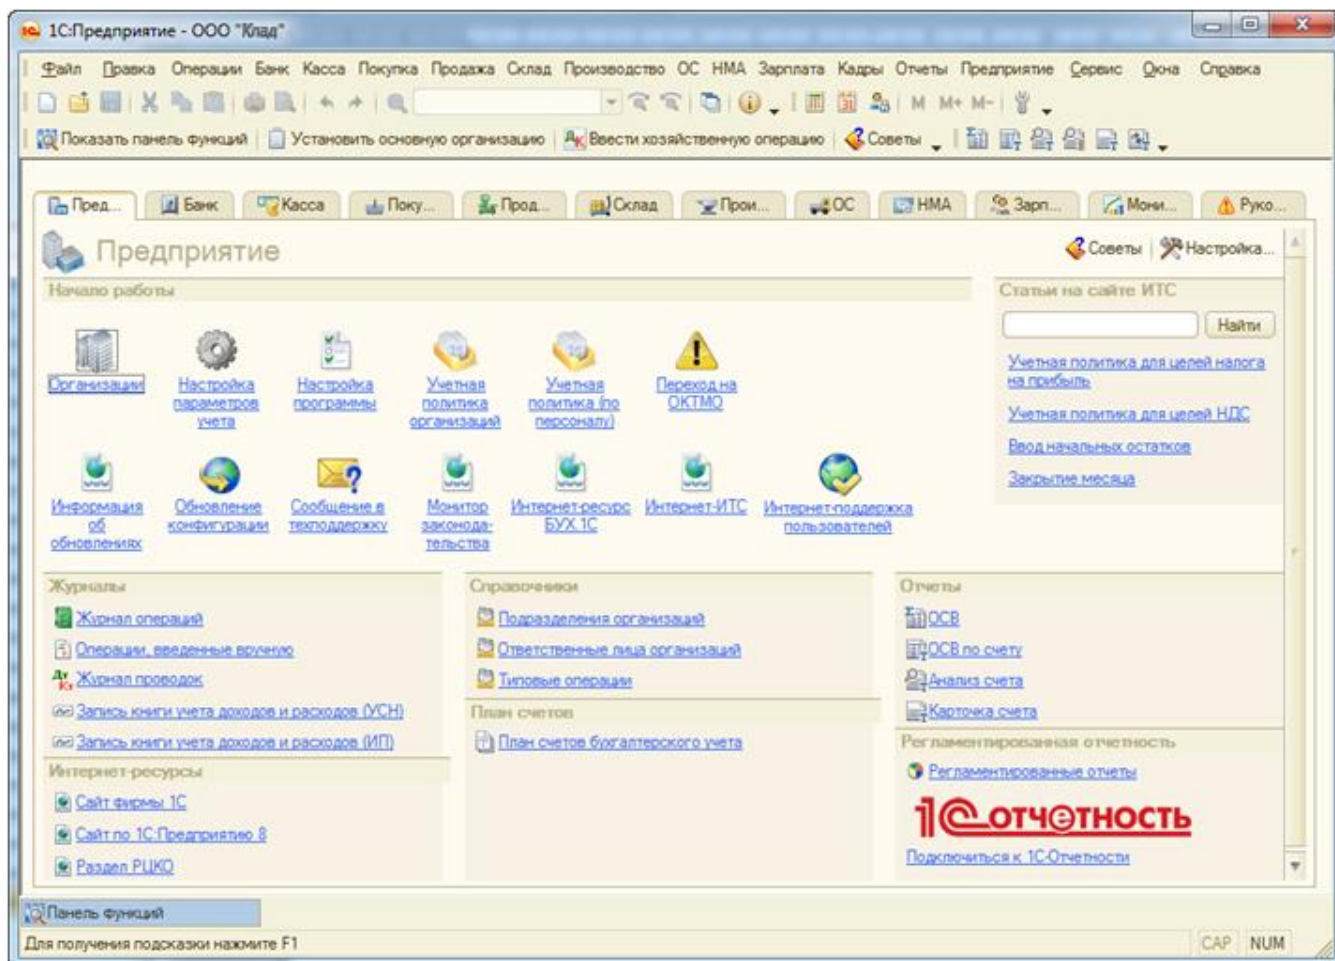 1С:Предприятие - ООО "Клад"
Файл Правка Операции Банк Касса Покупка Продажа Склад Производство ОС НМА Зарплата Кадры Отчеты Предприятие Сервис Окна Справка
M M+ M-
Показать панель функций Установить основную организацию Ввести хозяйственную операцию Советы
Пред... Банк Касса Поку... Прод... Склад Прои... ОС НМА Зарп... Мони... Руко...
Предприятие
Советы Настройка...
Начало работы
Организации
Настройка
параметров
учета
Настройка
программы
Учетная
политика
организаций
Учетная
политика (по
персоналу)
Переход на
ОКТМО
Информация
об
обновлениях
Обновление
конфигурации
Сообщение в
техподдержку
Монитор
законода-
тельства
Интернет-ресурс
БУХ.1С
Интернет-ИТС
Интернет-поддержка
пользователей
Статьи на сайте ИТС
Найти
Учетная политика для целей налога
на прибыль
Учетная политика для целей НДС
Ввод начальных остатков
Закрытие месяца
Журналы
Журнал операций
Операции, введенные вручную
Журнал проводок
Запись книги учета доходов и расходов (УСН)
Запись книги учета доходов и расходов (ИП)
Интернет-ресурсы
Сайт фирмы 1С
Сайт по 1С:Предприятию 8
Раздел РЦКО
Справочники
Подразделения организаций
Ответственные лица организаций
Типовые операции
План счетов
План счетов бухгалтерского учета
Отчеты
ОСВ
ОСВ по счету
Анализ счета
Карточка счета
Регламентированная отчетность
Регламентированные отчеты
1С-ОТЧЕТНОСТЬ
Подключиться к 1С-Отчетности
Панель функций
Для получения подсказки нажмите F1
CAP NUM